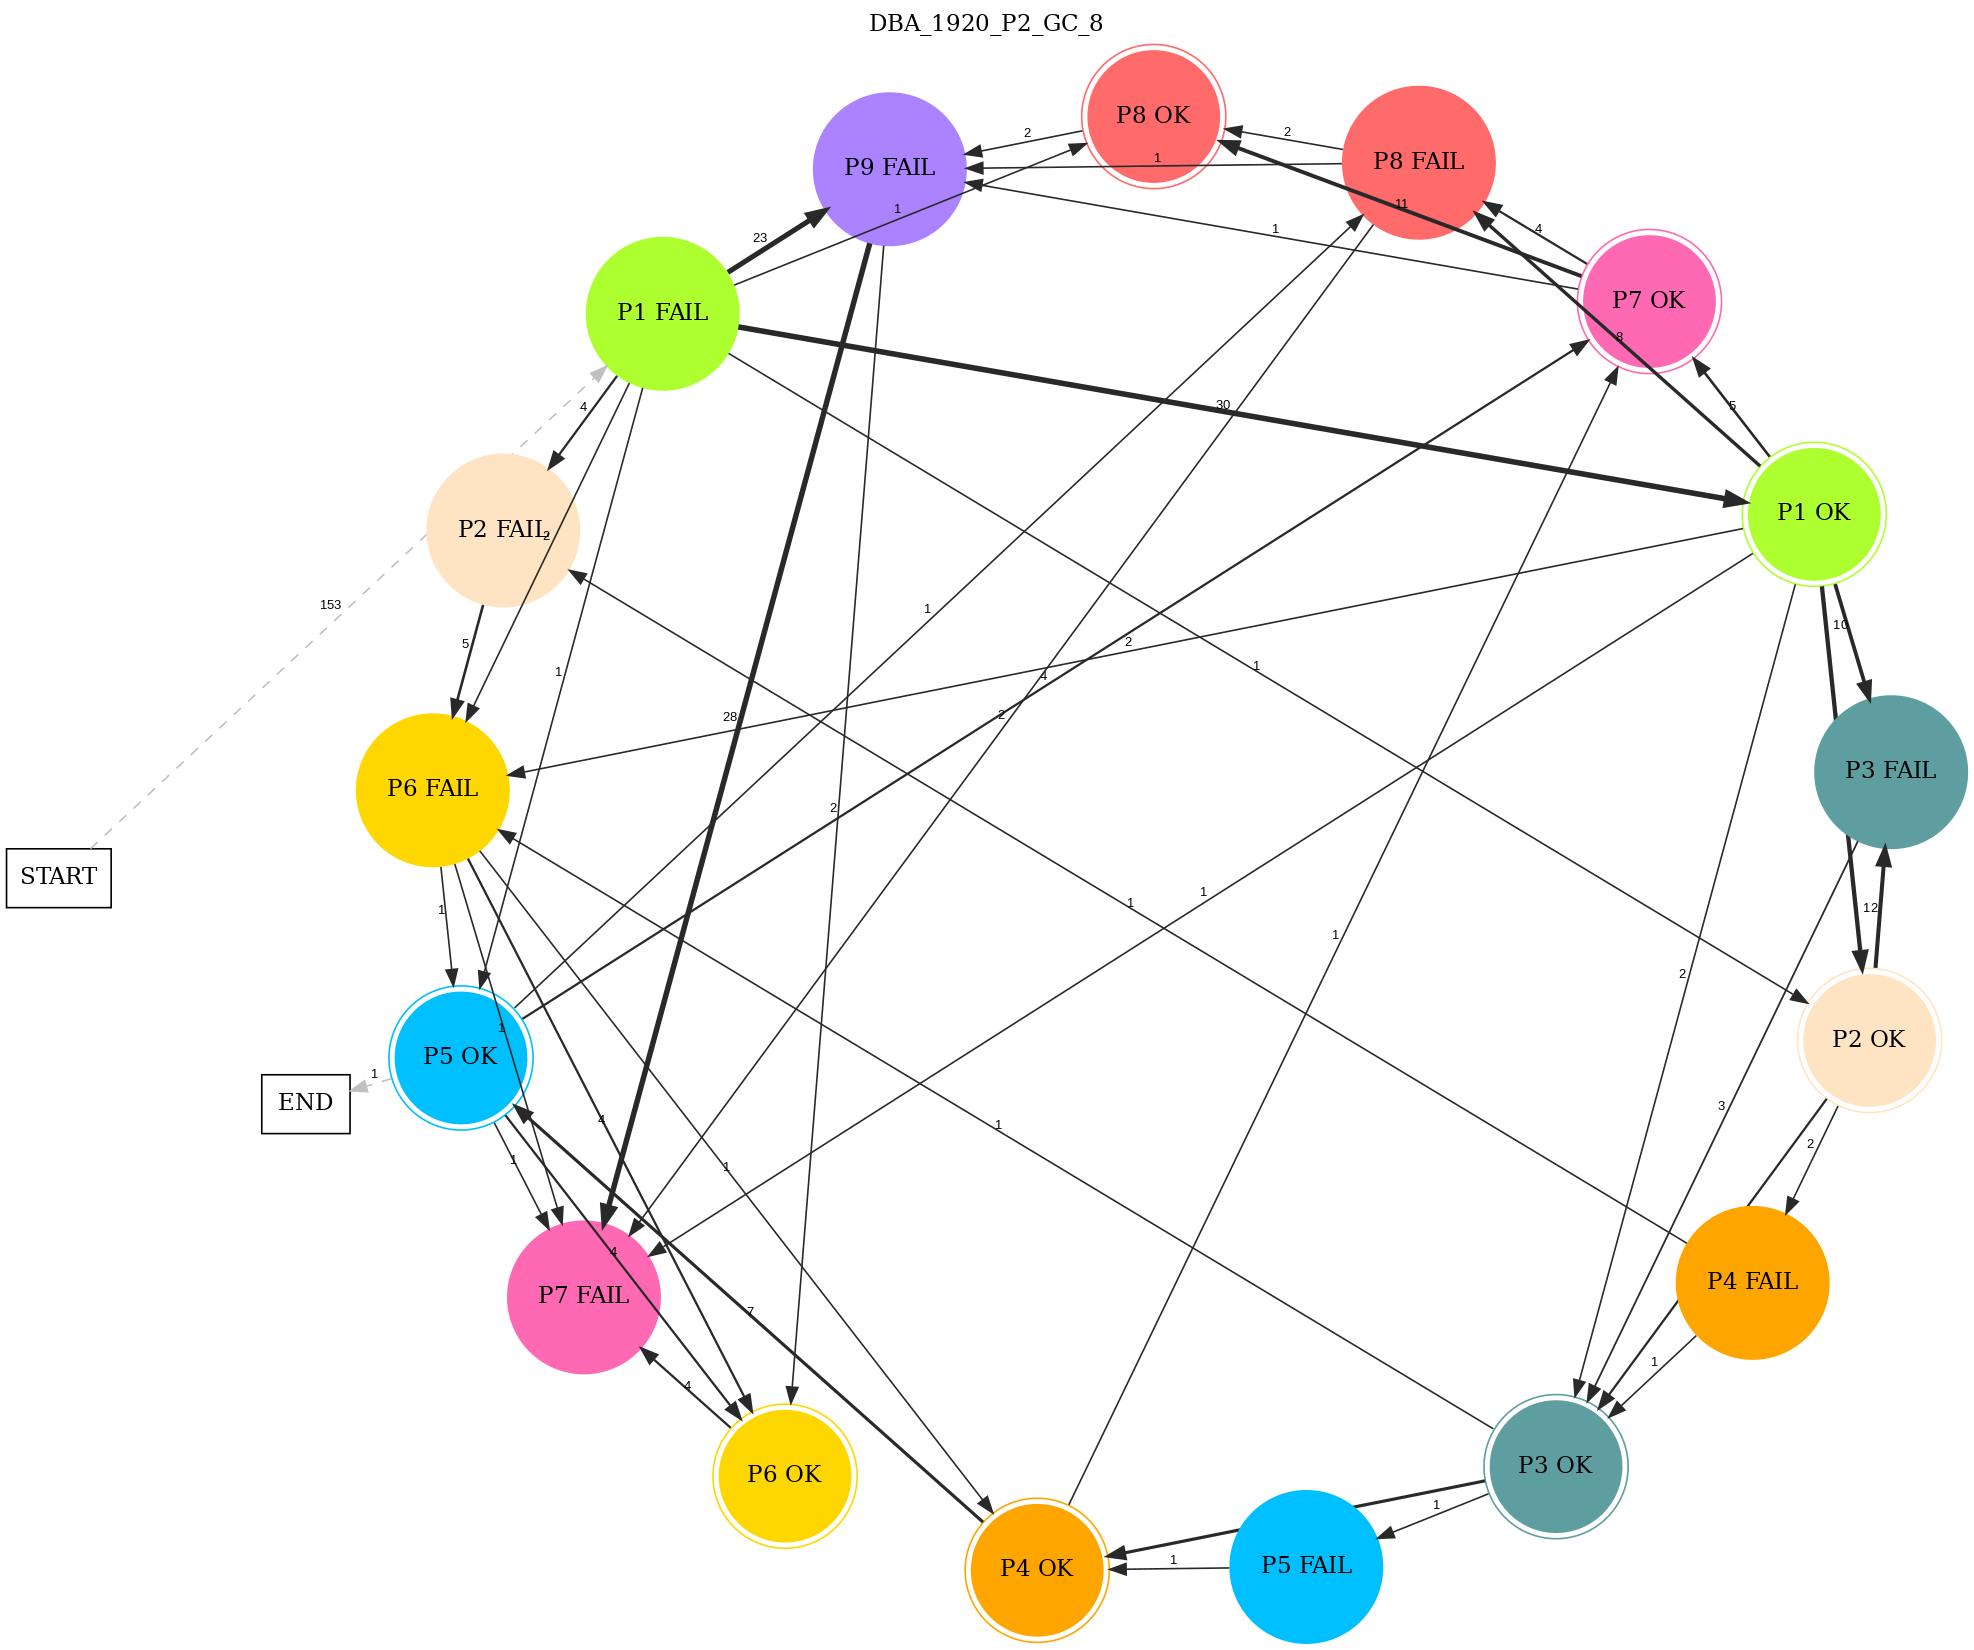 DBA_1920_P2_GC_8
P8 OK
P8 FAIL
P9 FAIL
2
2
1
1
11
23
1
4
P7 OK
P1 FAIL
8
30
4
5
P1 OK
P2 FAIL
2
153
1
10
5
2
1
1
4
2
28
P3 FAIL
P6 FAIL
2
START
1
1
1
12
1
2
1
P2 OK
P5 OK
1
END
3
4
1
2
1
1
4
P4 FAIL
P7 FAIL
7
1
4
P3 OK
P6 OK
1
1
P5 FAIL
P4 OK